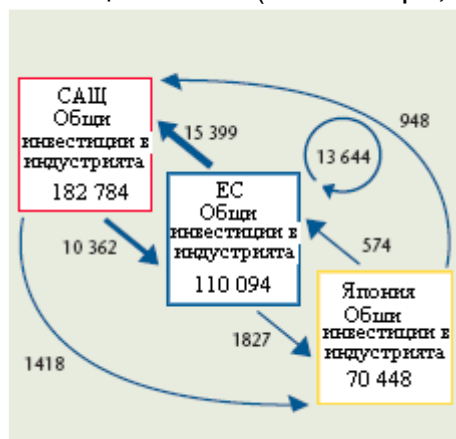 САЩ
Общи
инвестиции в
индустрията
182 784
15 399
948
13 644
ЕС
Общи
инвестиции в
индустрията
110 094
10 362
574
Япония
Общи
инвестиции в
индустрията
70 448
1827
1418